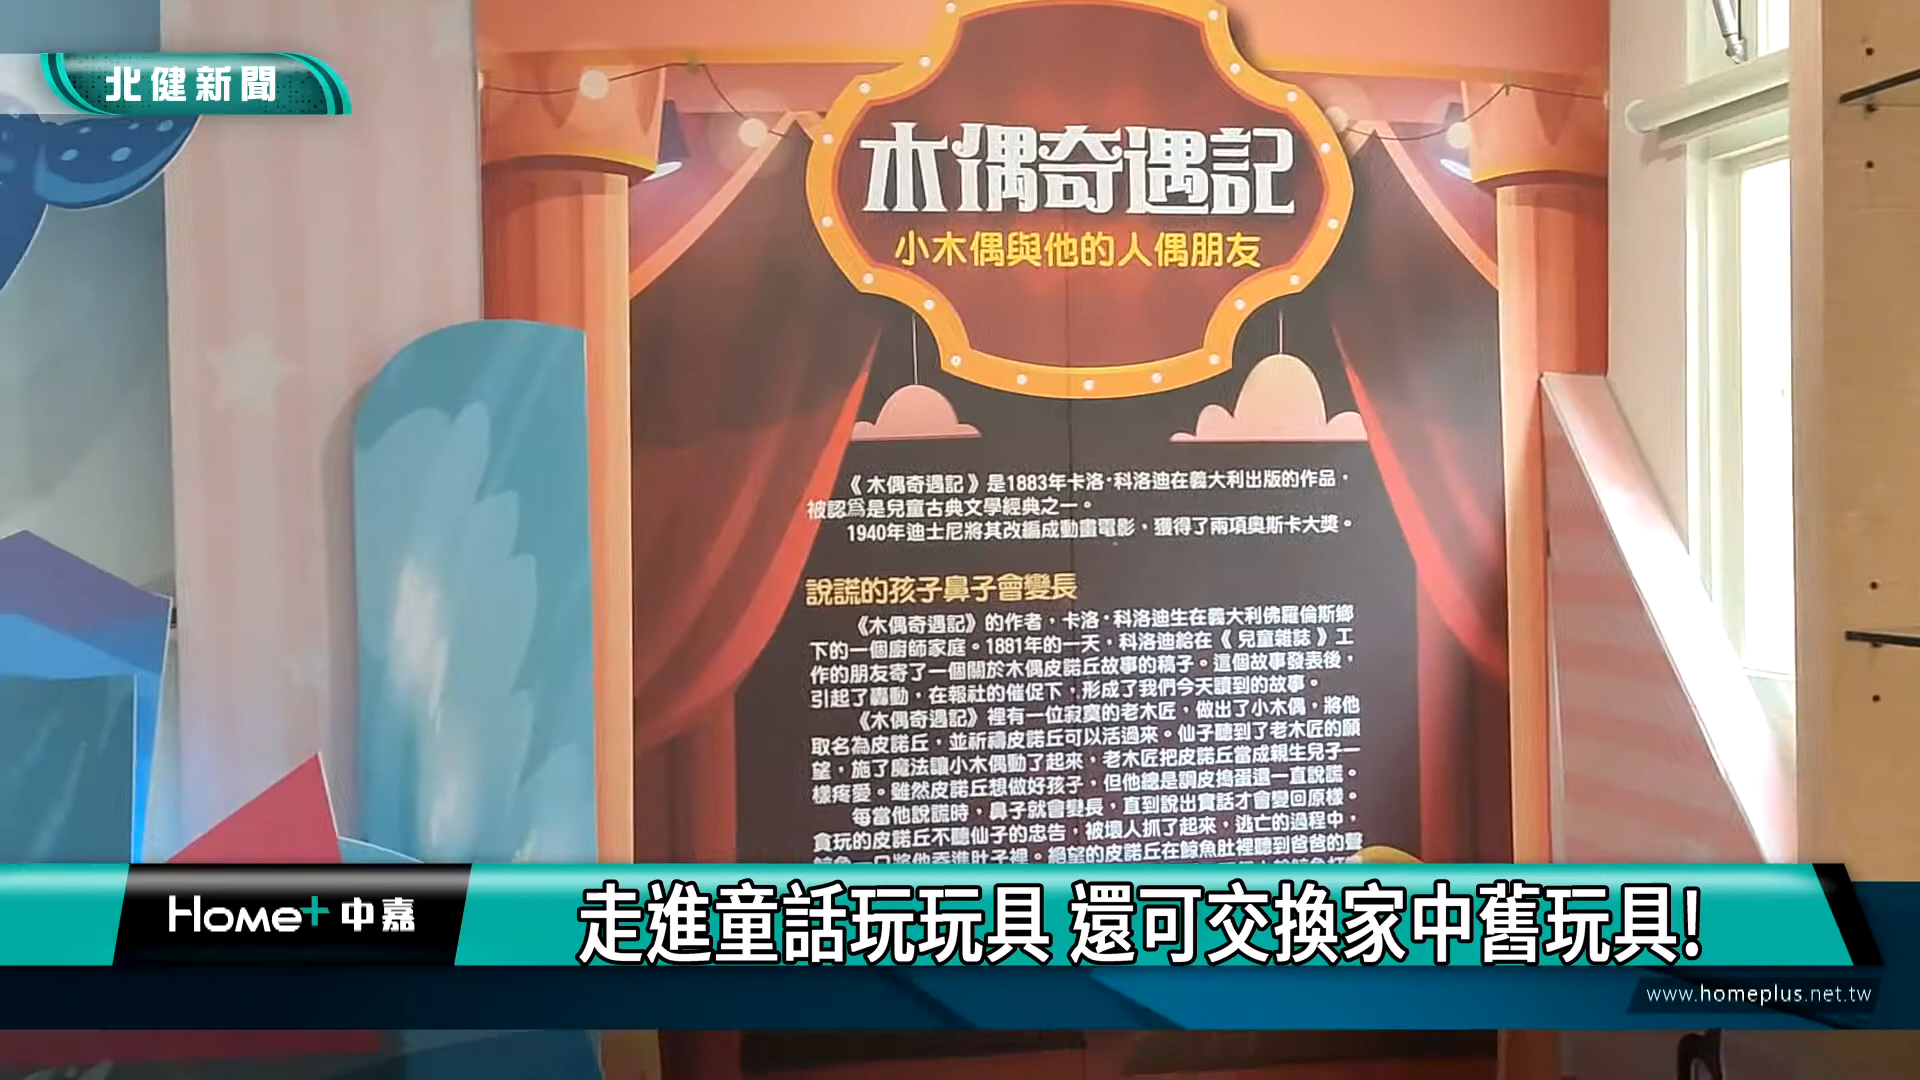 北健新聞
木偶奇遇記
小木偶與他的人偶朋友
《木偶奇遇記》是1883年卡洛·科洛迪在義大利出版的作品，
被認為是兒童古典文學經典之一。
1940年迪士尼將其改編成動畫電影，獲得了兩項奧斯卡大獎。
說謊的孩子鼻子會變長
《木偶奇遇記》的作者，卡洛·科洛迪生在義大利佛羅倫斯鄉
下的一個廚師家庭。1881年的一天，科洛迪給在《兒童雜誌》工
作的朋友寄了一個關於木偶皮諾丘故事的稿子。這個故事發表後，
引起了轟動，在報社的催促下，形成了我們今天讀到的故事。
《木偶奇遇記》裡有一位寂寞的老木匠，做出了小木偶，將他
取名為皮諾丘，並祈禱皮諾丘可以活過來。仙子聽到了老木匠的願
望，施了魔法讓小木偶動了起來，老木匠把皮諾丘當成親生兒子一
樣疼愛。雖然皮諾丘想做好孩子，但他總是調皮搗蛋還一直說謊。
每當他說謊時，鼻子就會變長，直到說出實話才會變回原樣。
貪玩的皮諾丘不聽仙子的忠告，被壞人抓了起來，逃亡的過程中，
鯨魚一口將他吞進肚子裡。絕望的皮諾丘在鯨魚肚裡聽到爸爸的聲
Home+ 中嘉
走進童話玩玩具 還可交換家中舊玩具!
www.homeplus.net.tw